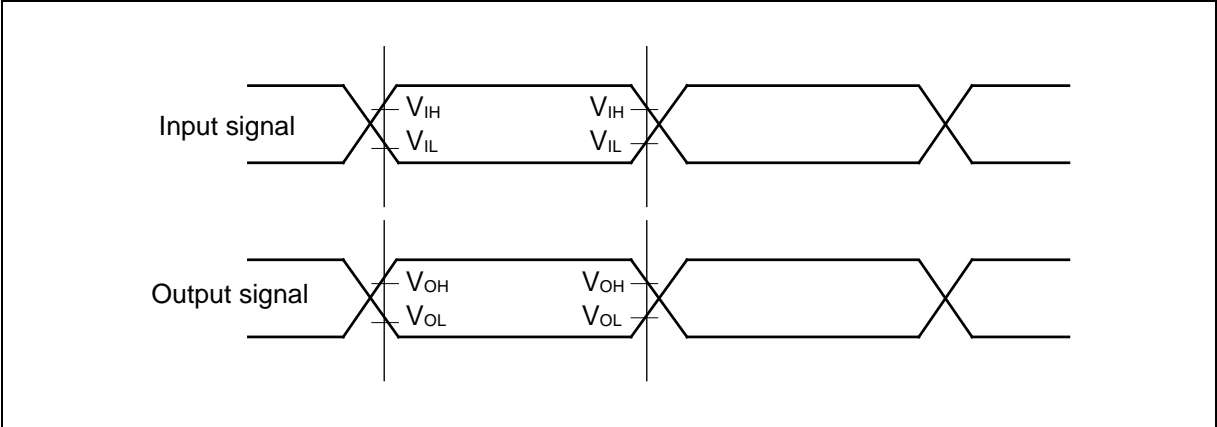 VIH VIH
Input signal
VIL VIL
VOH VOH
Output signal
VOL VOL